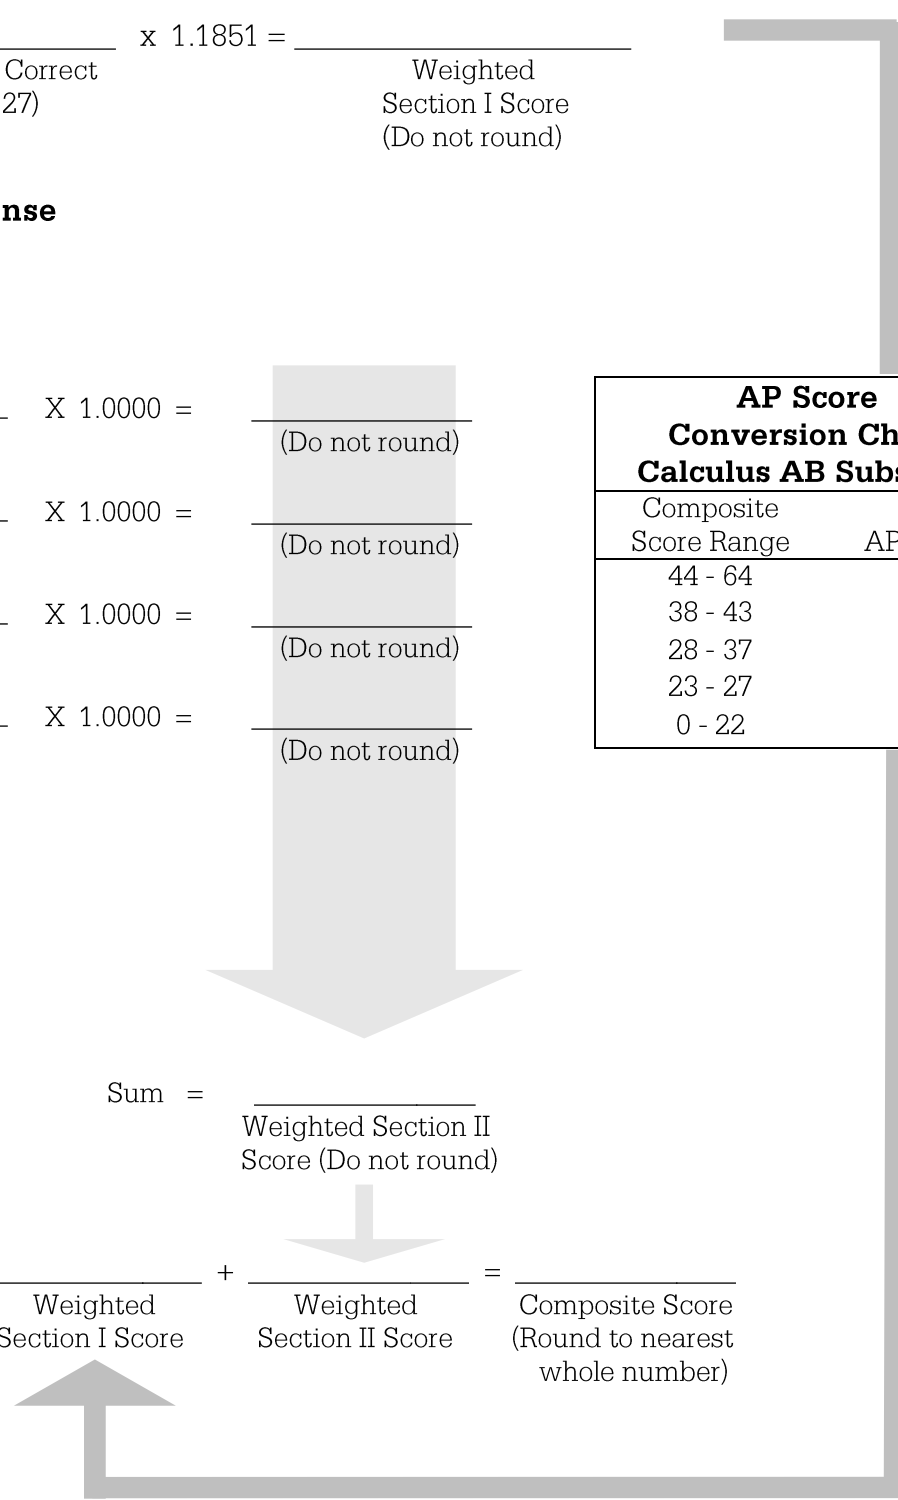 x 1.1851 =
Correct
27)
Weighted
Section I Score
(Do not round)
nse
X 1.0000 =
(Do not round)
X 1.0000 =
(Do not round)
X 1.0000 =
(Do not round)
X 1.0000 =
(Do not round)
AP Score
Conversion Ch
Calculus AB Subs
Composite
Score Range
AP
44 - 64
38 - 43
28 - 37
23 - 27
0 - 22
Sum =
Weighted Section II
Score (Do not round)
+ =
Weighted
Section I Score
Weighted
Section II Score
Composite Score
(Round to nearest
whole number)